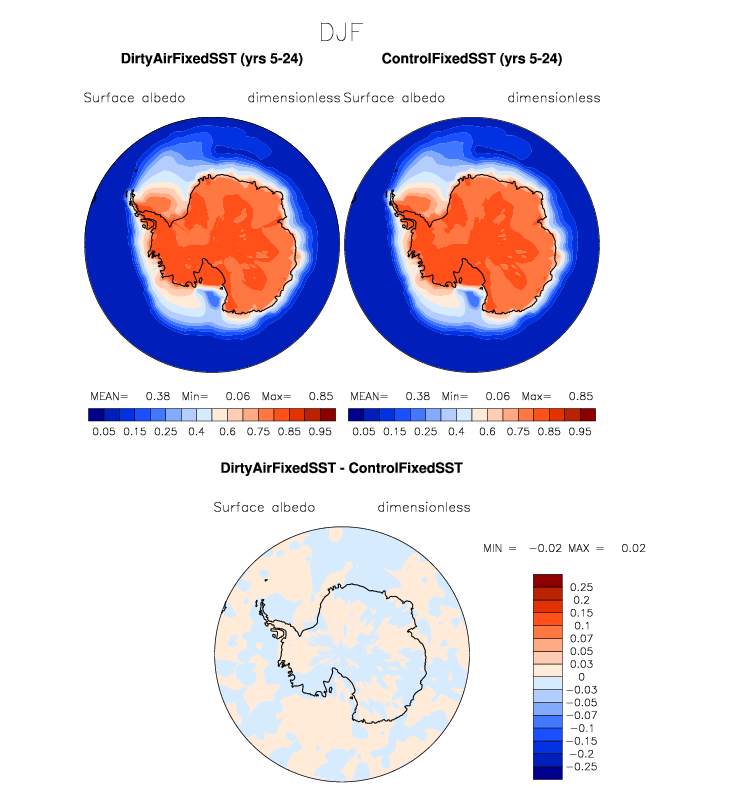 DJF
DirtyAirFixedSST (yrs 5-24) ControlFixedSST (yrs 5-24)
Surface albedo dimensionless Surface albedo dimensionless
MEAN= 0.38 Min= 0.06 Max= 0.85 MEAN= 0.38 Min= 0.06 Max= 0.85
0.05 0.15 0.25 0.4 0.6 0.75 0.85 0.95 0.05 0.15 0.25 0.4 0.6 0.75 0.85 0.95
DirtyAirFixedSST - ControlFixedSST
Surface albedo dimensionless
MIN = -0.02 MAX = 0.02
0.25
0.2
0.15
0.1
0.07
0.05
0.03
0
-0.03
-0.05
-0.07
-0.1
-0.15
-0.2
-0.25